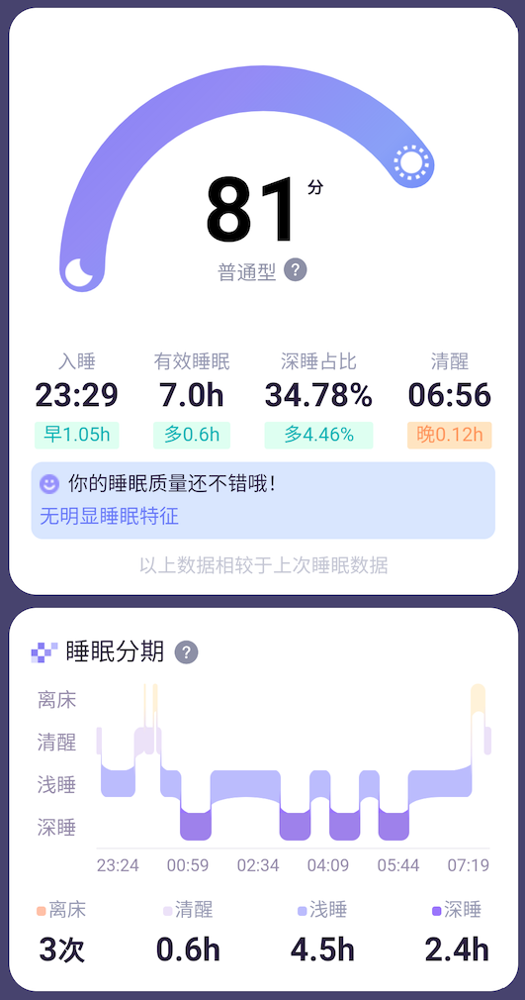 81分
普通型 ?
入睡 有效睡眠 深睡占比 清醒
23:29 7.0h 34.78% 06:56
早1.05h 多0.6h 多4.46% 晚0.12h
你的睡眠质量还不错哦！
无明显睡眠特征
以上数据相较于上次睡眠数据
睡眠分期 ?
离床
清醒
浅睡
深睡
23:24 00:59 02:34 04:09 05:44 07:19
离床 清醒 浅睡 深睡
3次 0.6h 4.5h 2.4h